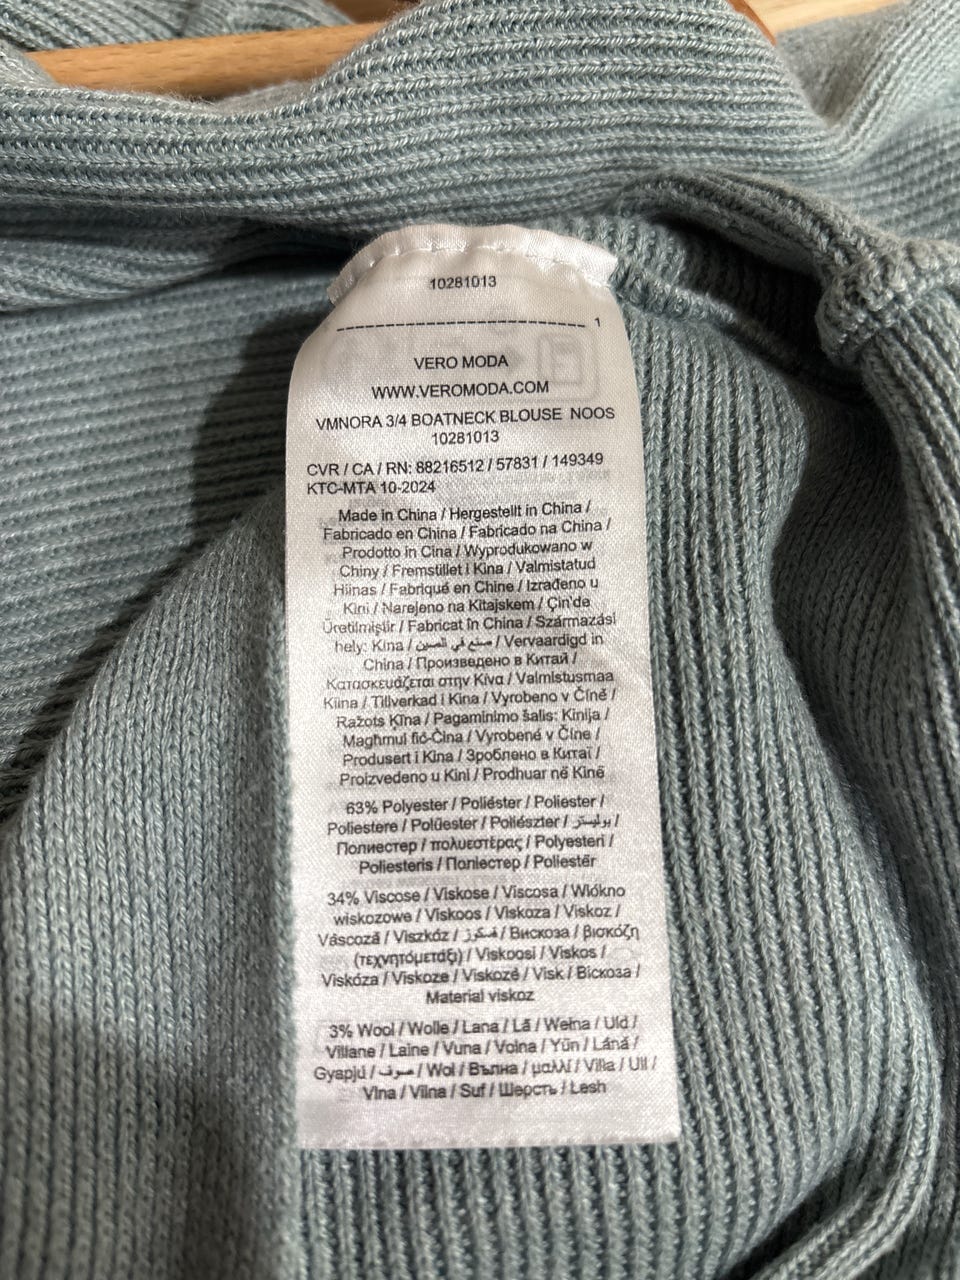 10281013
1
VERO MODA
WWW.VEROMODA.COM
VMNORA 3/4 BOATNECK BLOUSE NOOS
10281013
CVR / CA / RN: 88216512 / 57831 / 149349
KTC-MTA 10-2024
Made in China / Hergestellt in China /
Fabricado en China / Fabricado na China /
Prodotto in Cina / Wyprodukowano w
Chiny / Fremstillet i Kina / Valmistatud
Hiinas / Fabriqué en Chine / Izrađeno u
Kini / Narejeno na Kitajskem / Çin'de
Üretilmiştir / Fabricat în China / Származási
hely: Kína / صنع في الصين / Vervaardigd in
China / Произведено в Китай /
Κατασκευάζεται στην Κίνα / Valmistusmaa
Kiina / Tillverkad i Kina / Vyrobeno v Číně /
Ražots Ķīnā / Pagaminimo šalis: Kinija /
Magħmul fiċ-Ċina / Vyrobené v Číne /
Produsert i Kina / Зроблено в Китаї /
Proizvedeno u Kini / Prodhuar në Kinë
63% Polyester / Poliéster / Poliester /
Poliestere / Polüester / Poliészter / بوليستر /
Полиестер / πολυεστέρας / Polyesteri /
Poliesteris / Поліестер / Poliestër
34% Viscose / Viskose / Viscosa / Włókno
wiskozowe / Viskoos / Viskoza / Viskoz /
Vâscoză / Viszkóz / فسكوز / Вискоза / βισκόζη
(τεχνητόμεταξι) / Viskoosi / Viskos /
Viskóza / Viskoze / Viskozė / Visk / Віскоза /
Material viskoz
3% Wool / Wolle / Lana / Lã / Wełna / Uld /
Villane / Laine / Vuna / Volna / Yün / Lână /
Gyapjú / صوف / Wol / Вълна / μαλλί / Villa / Ull /
Vlna / Vilna / Suf / Шерсть / Lesh